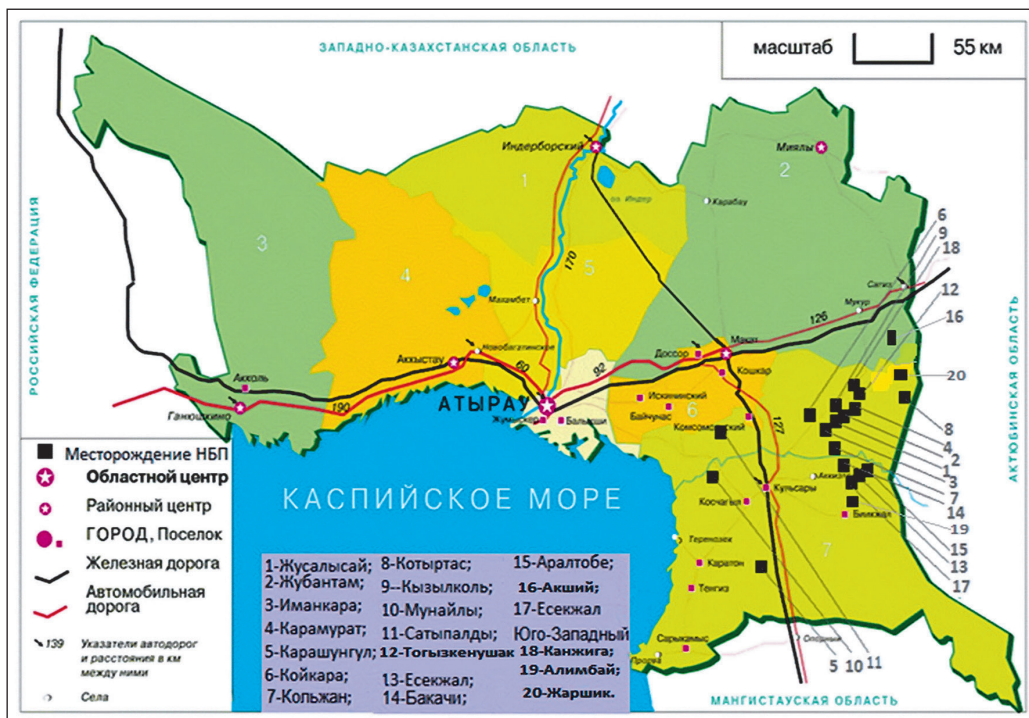 ЗАПАДНО-КАЗАХСТАНСКАЯ ОБЛАСТЬ
масштаб 55 км
РОССИЙСКАЯ ФЕДЕРАЦИЯ
АКТЮБИНСКАЯ ОБЛАСТЬ
Индерборский
Миялы
1
2
оз. Индер
Карабау
6
9
18
3
4
5
170
12
16
Махамбет
Сагиз
Мукур
126
Новобогатинское
Доссор
Макат
Аккыстау
60
92
Кошкар
20
Акколь
Искининский
190
АТЫРАУ
Байчунас
6
Ганюшкино
Жумыскер
Балыкши
Комсомольский
127
8
4
1
2
3
7
14
19
15
13
17
КАСПИЙСКОЕ МОРЕ
Кульсары
Косчагыл
7
Каратон
Тенгиз
Сарыкамыс
Опорный
5
10
11
МАНГИСТАУСКАЯ ОБЛАСТЬ
Месторождение НБП
Областной центр
Районный центр
ГОРОД, Поселок
Железная дорога
Автомобильная
дорога
139 Указатели автодорог
и расстояния в км
между ними
Села
1-Жусалысай;
2-Жубантам;
3-Иманкара;
4-Карамурат;
5-Карашунгул;
6-Койкара;
7-Кольжан;
8-Котыртас;
9--Кызылколь;
10-Мунайлы;
11-Сатыпалды;
12-Тогызкенушак
13-Есекжал;
14-Бакачи;
15-Аралтобе;
16-Акший;
17-Есекжал
Юго-Западный
18-Канжига;
19-Алимбай;
20-Жаршик.